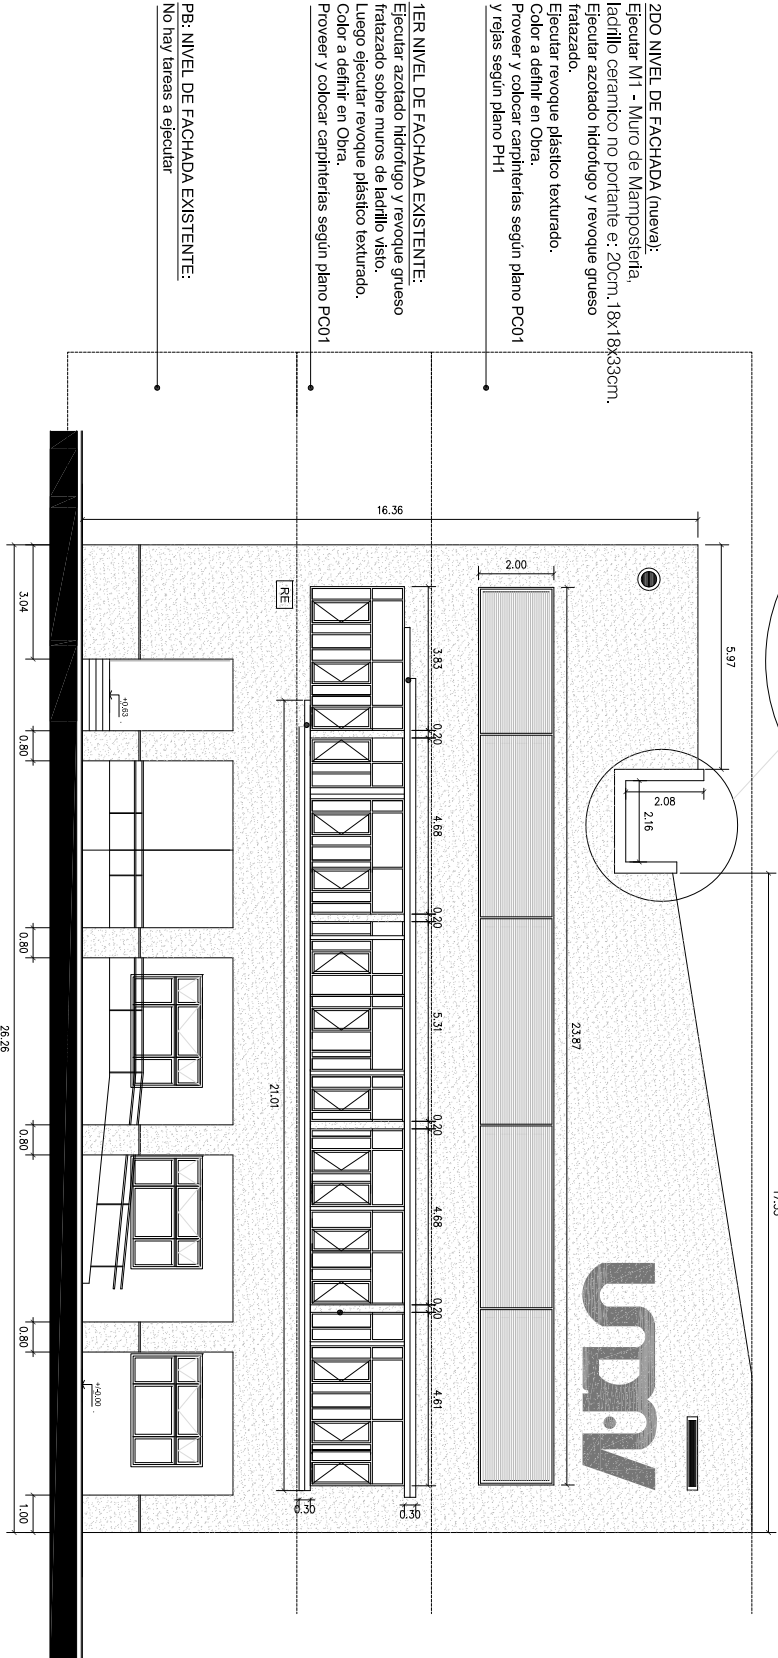 2DO NIVEL DE FACHADA (nueva):
Ejecutar M1 - Muro de Mampostería,
ladrillo ceramico no portante e: 20cm.18x18x33cm.
Ejecutar azotado hidrofugo y revoque grueso
fratazado.
Ejecutar revoque plástico texturado.
Color a definir en Obra.
Proveer y colocar carpinterías según plano PC01
y rejas según plano PH1
1ER NIVEL DE FACHADA EXISTENTE:
Ejecutar azotado hidrofugo y revoque grueso
fratazado sobre muros de ladrillo visto.
Luego ejecutar revoque plástico texturado.
Color a definir en Obra.
Proveer y colocar carpinterías según plano PC01
PB: NIVEL DE FACHADA EXISTENTE:
No hay tareas a ejecutar
16.36
5.97
2.08
2.16
2.00
23.87
UNDAV
3.83
0.20
4.68
0.20
5.31
0.20
4.68
0.20
4.61
RE
21.01
0.30
0.30
+0.63
+/-0.00
3.04
0.80
0.80
0.80
0.80
1.00
26.26